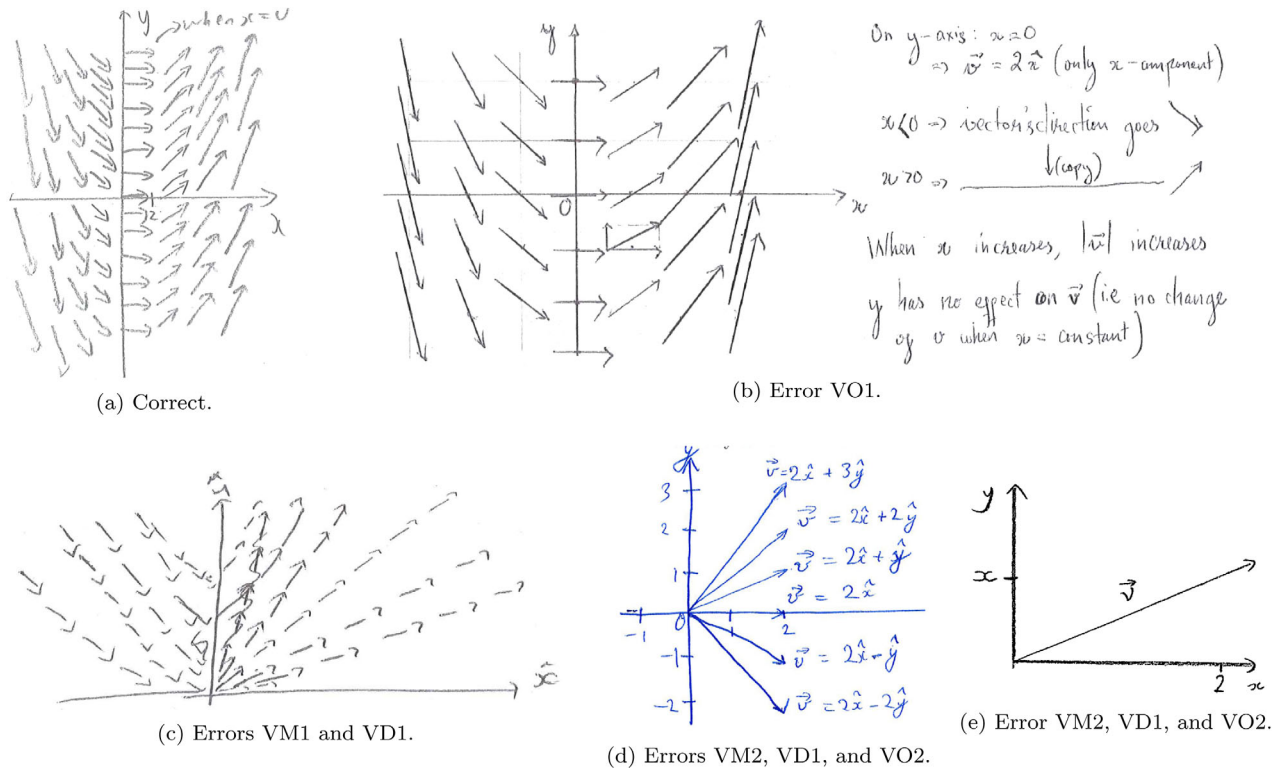 y
when x=0
2
x
(a) Correct.
y
0
x
On y-axis: x=0
⇒ v⃗ = 2x̂ (only x-component)
x<0 ⇒ vector's direction goes ↘
↓(copy)
x>0 ⇒ ———— ↗
When x increases, |v⃗| increases
y has no effect on v⃗ (i.e no change
of v when x = constant)
(b) Error VO1.
ŷ
x̂
(c) Errors VM1 and VD1.
y
v⃗=2x̂+3ŷ
3
v⃗ = 2x̂+2ŷ
2
v⃗ = 2x̂+ŷ
1
v⃗ = 2x̂
-1 0 1 2
-1
v⃗ = 2x̂-ŷ
-2
v⃗ = 2x̂-2ŷ
(d) Errors VM2, VD1, and VO2.
y
x
v⃗
2
x
(e) Error VM2, VD1, and VO2.